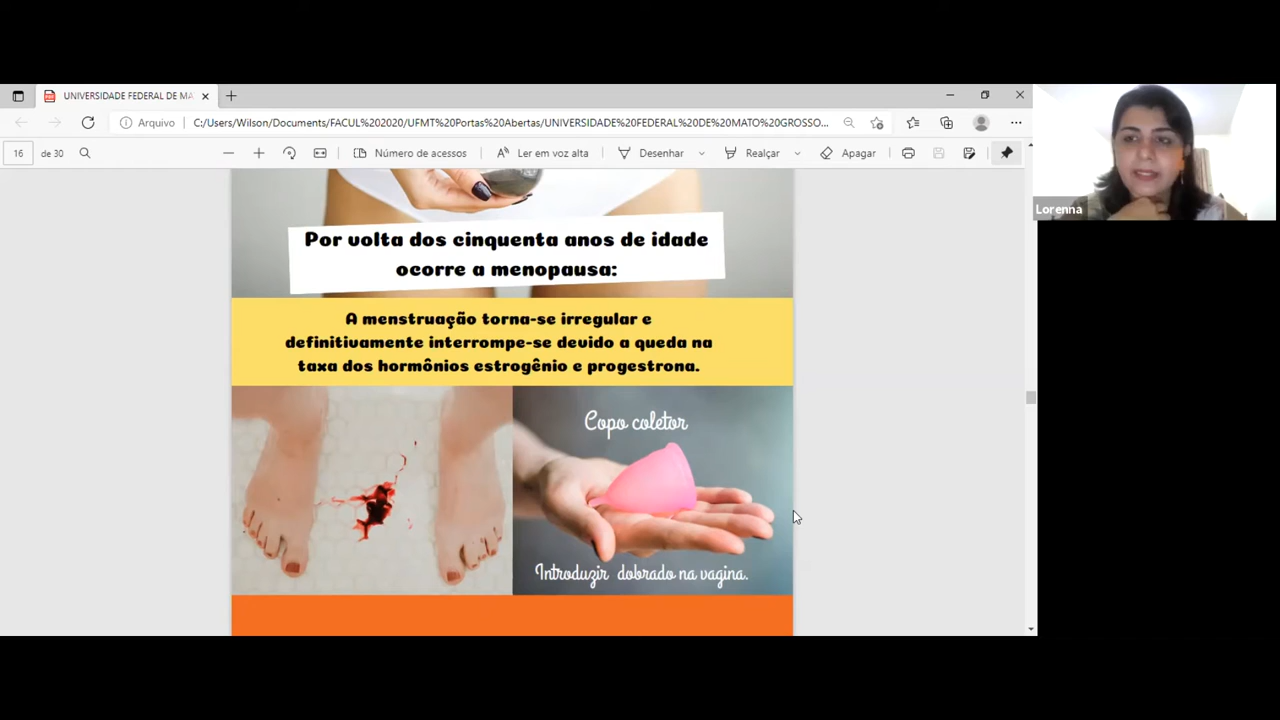 UNIVERSIDADE FEDERAL DE MA
Arquivo
C:/Users/Wilson/Documents/FACUL%202020/UFMT%20Portas%20Abertas/UNIVERSIDADE%20FEDERAL%20DE%20MATO%20GROSSO...
16 de 30
Número de acessos
Ler em voz alta
Desenhar
Realçar
Apagar
Lorenna
Por volta dos cinquenta anos de idade
ocorre a menopausa:
A menstruação torna-se irregular e
definitivamente interrompe-se devido a queda na
taxa dos hormônios estrogênio e progestrona.
Copo coletor
Introduzir dobrado na vagina.